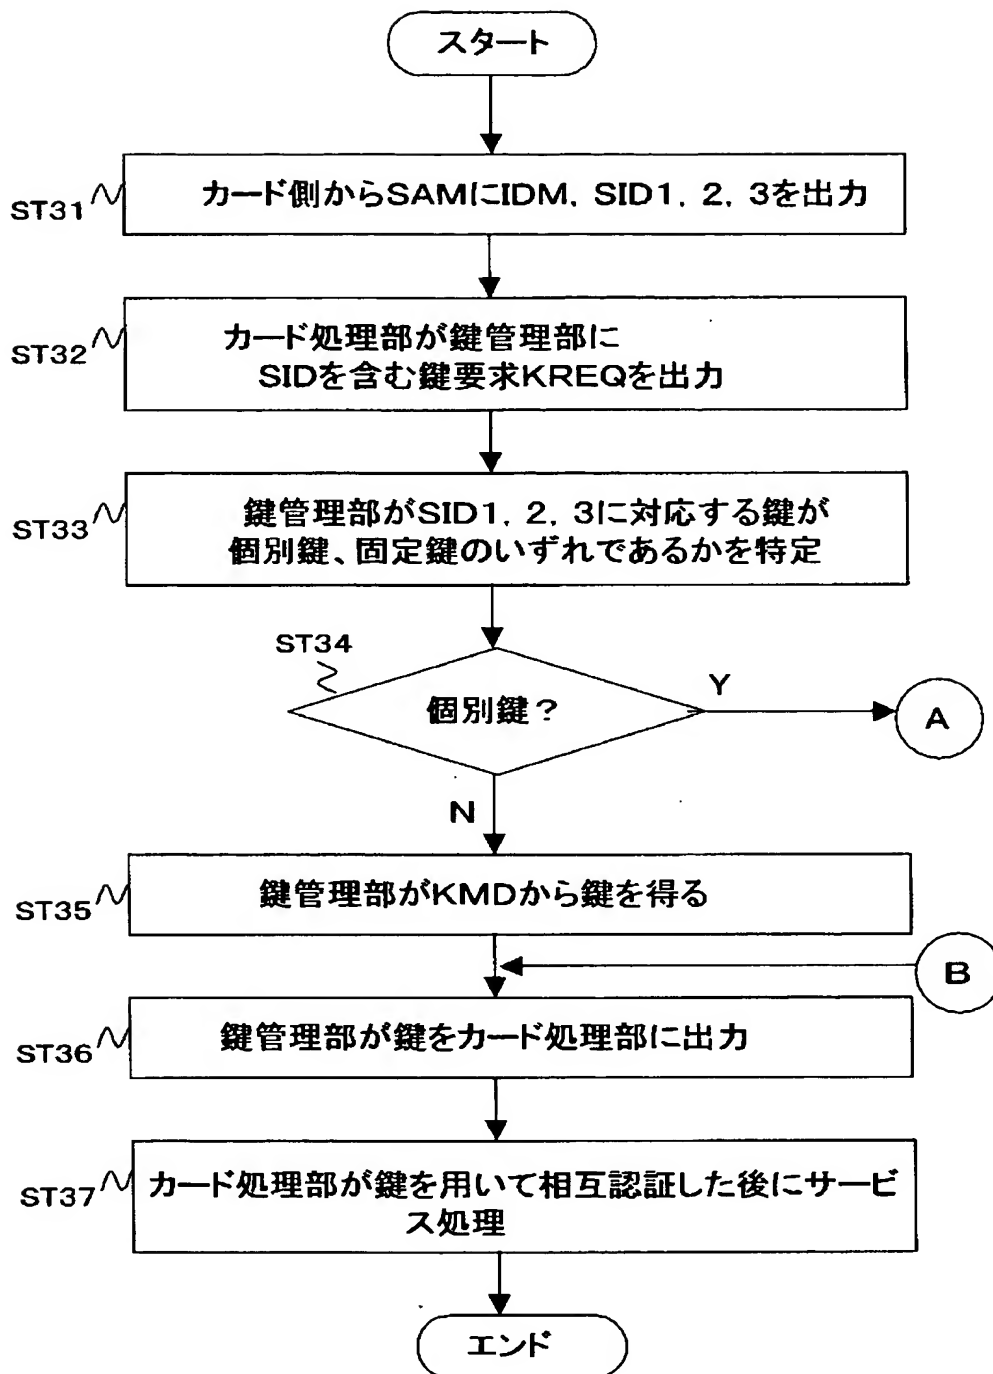 スタート
ST31
カード側からSAMにIDM, SID1, 2, 3を出力
ST32
カード処理部が鍵管理部に
SIDを含む鍵要求KREQを出力
ST33
鍵管理部がSID1, 2, 3に対応する鍵が
個別鍵、固定鍵のいずれであるかを特定
ST34
個別鍵?
Y
A
N
ST35
鍵管理部がKMDから鍵を得る
B
ST36
鍵管理部が鍵をカード処理部に出力
ST37
カード処理部が鍵を用いて相互認証した後にサービ
ス処理
エンド